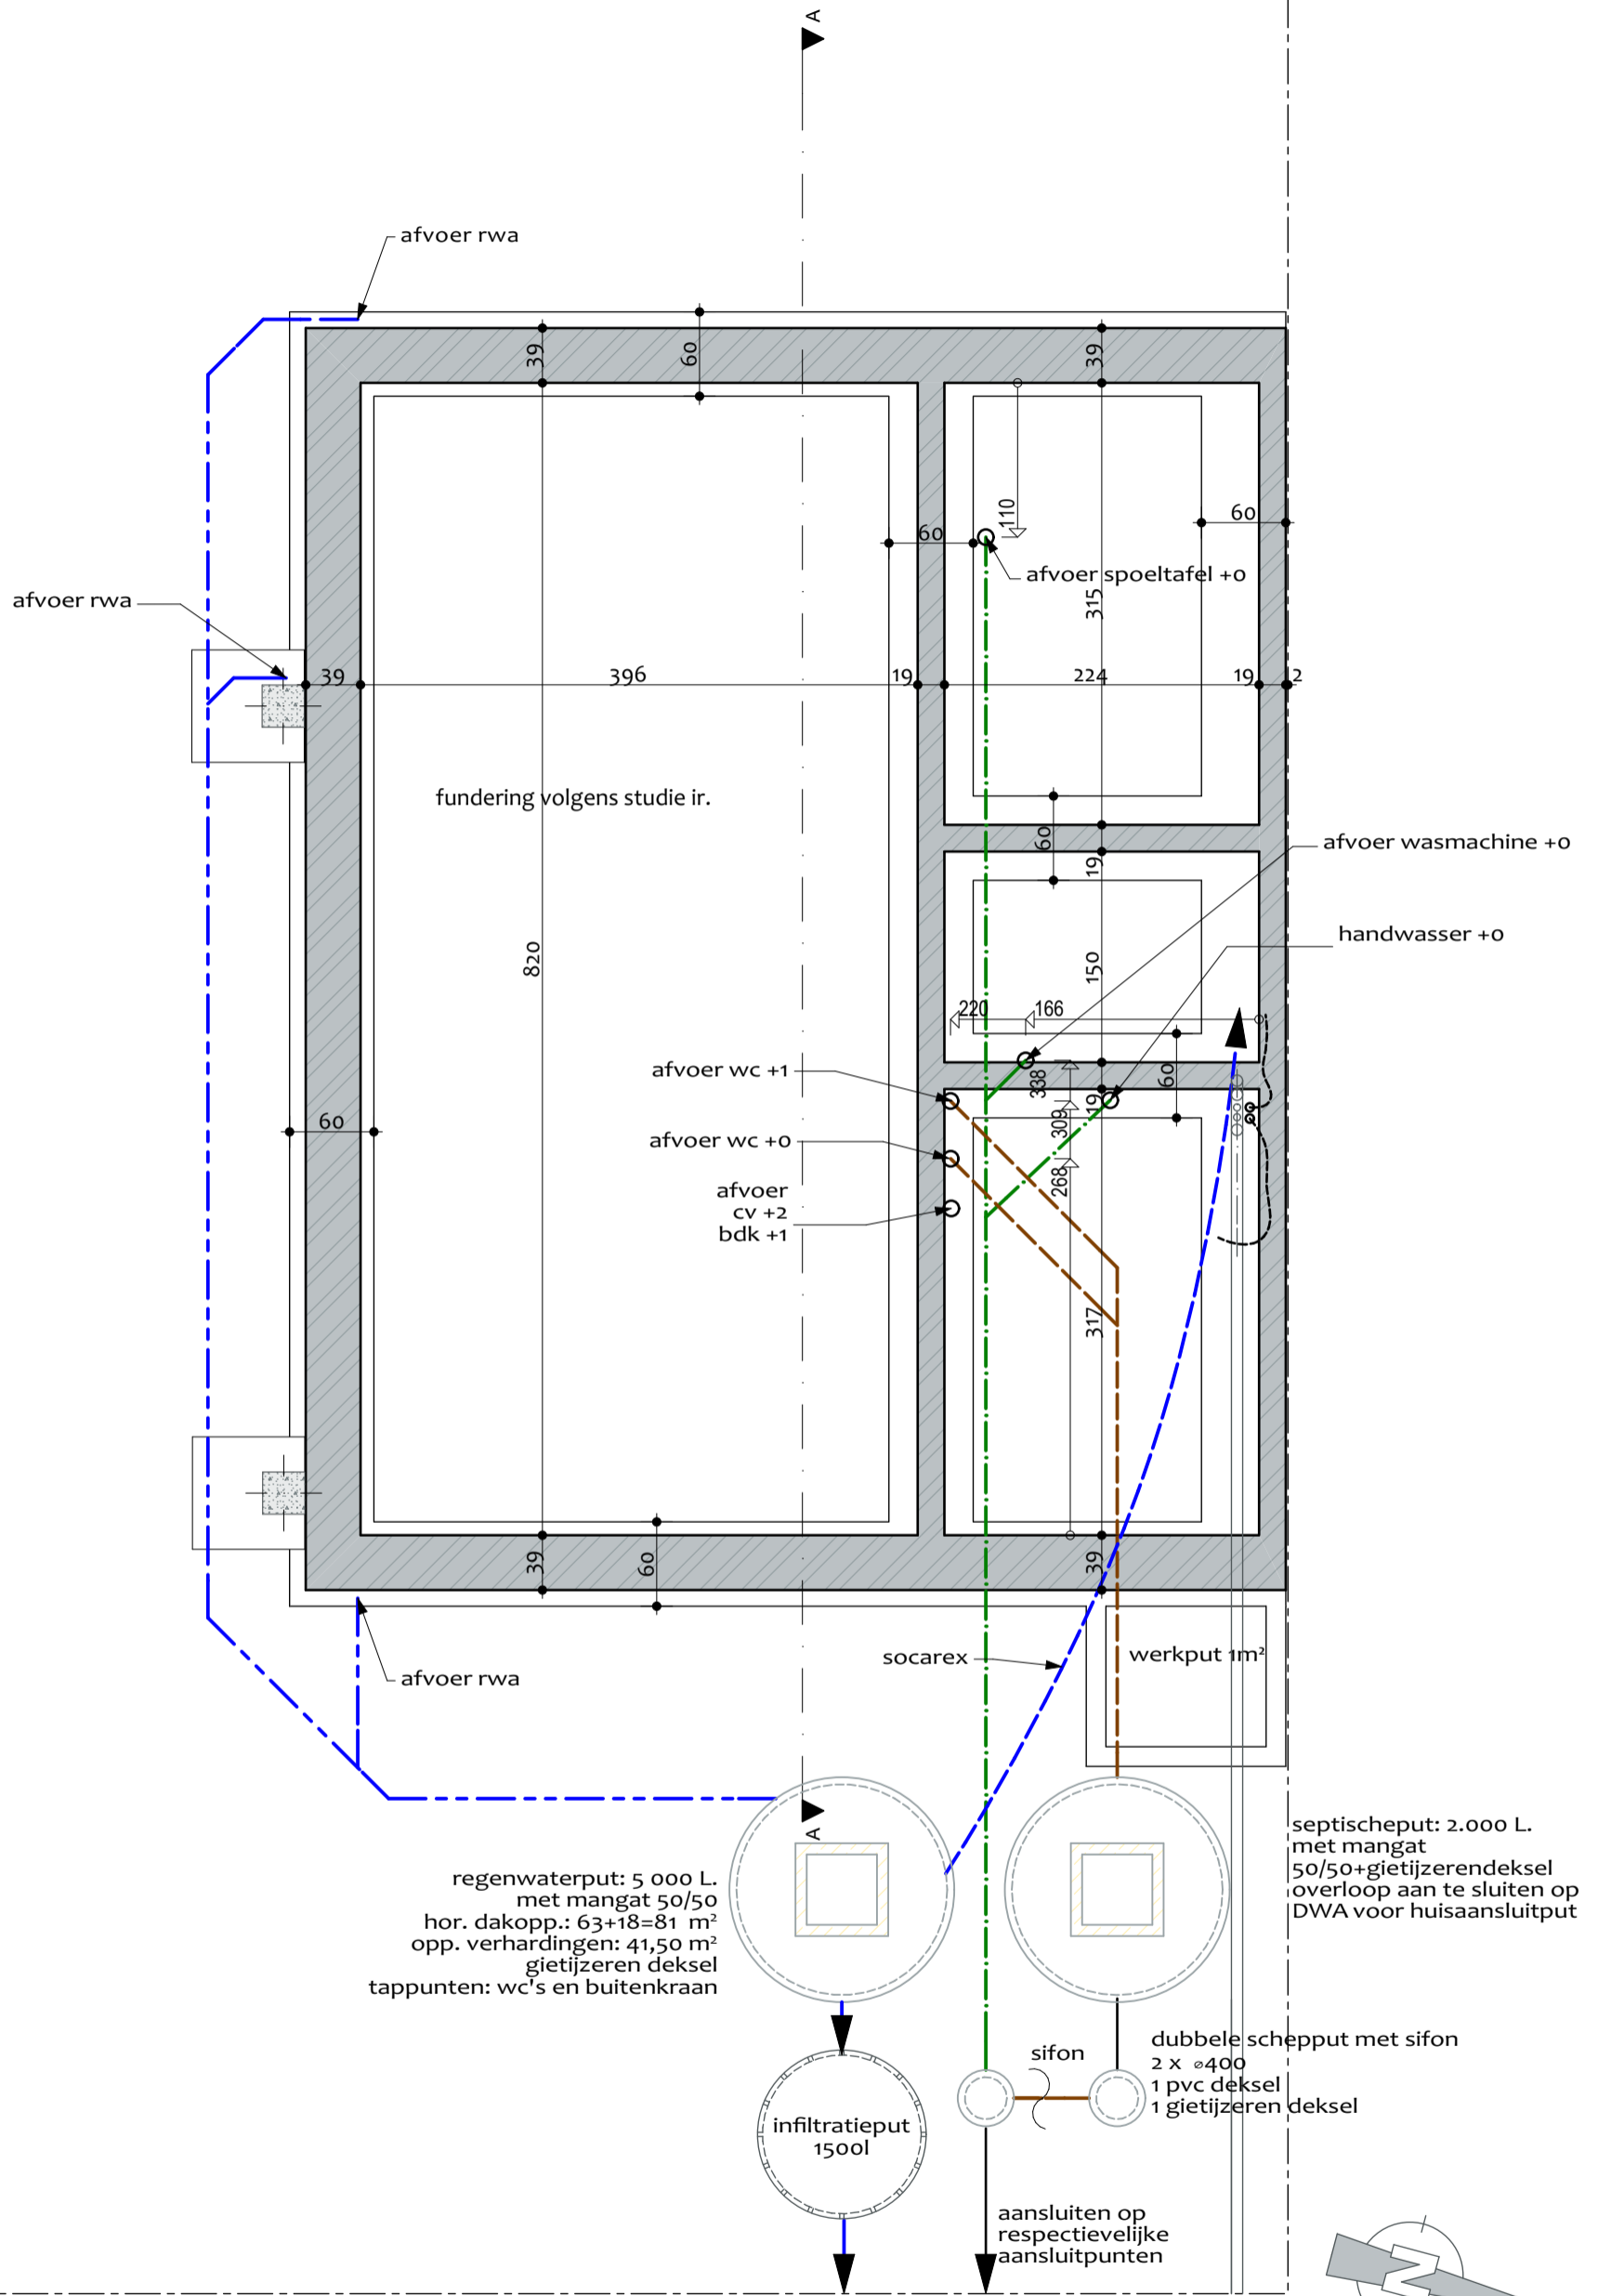 A
afvoer rwa
39
60
39
110
60
60
afvoer spoeltafel +0
315
afvoer rwa
39
396
19
224
19
2
fundering volgens studie ir.
60
19
afvoer wasmachine +0
handwasser +0
820
150
220
166
afvoer wc +1
338
60
19
309
60
afvoer wc +0
268
afvoer
cv +2
bdk +1
317
39
60
39
socarex
werkput 1m²
afvoer rwa
A
septischeput: 2.000 L.
met mangat
50/50+gietijzerendeksel
overloop aan te sluiten op
DWA voor huisaansluitput
regenwaterput: 5 000 L.
met mangat 50/50
hor. dakopp.: 63+18=81 m²
opp. verhardingen: 41,50 m²
gietijzeren deksel
tappunten: wc's en buitenkraan
sifon
dubbele schepput met sifon
2 x ⌀400
1 pvc deksel
1 gietijzeren deksel
infiltratieput
1500l
aansluiten op
respectievelijke
aansluitpunten